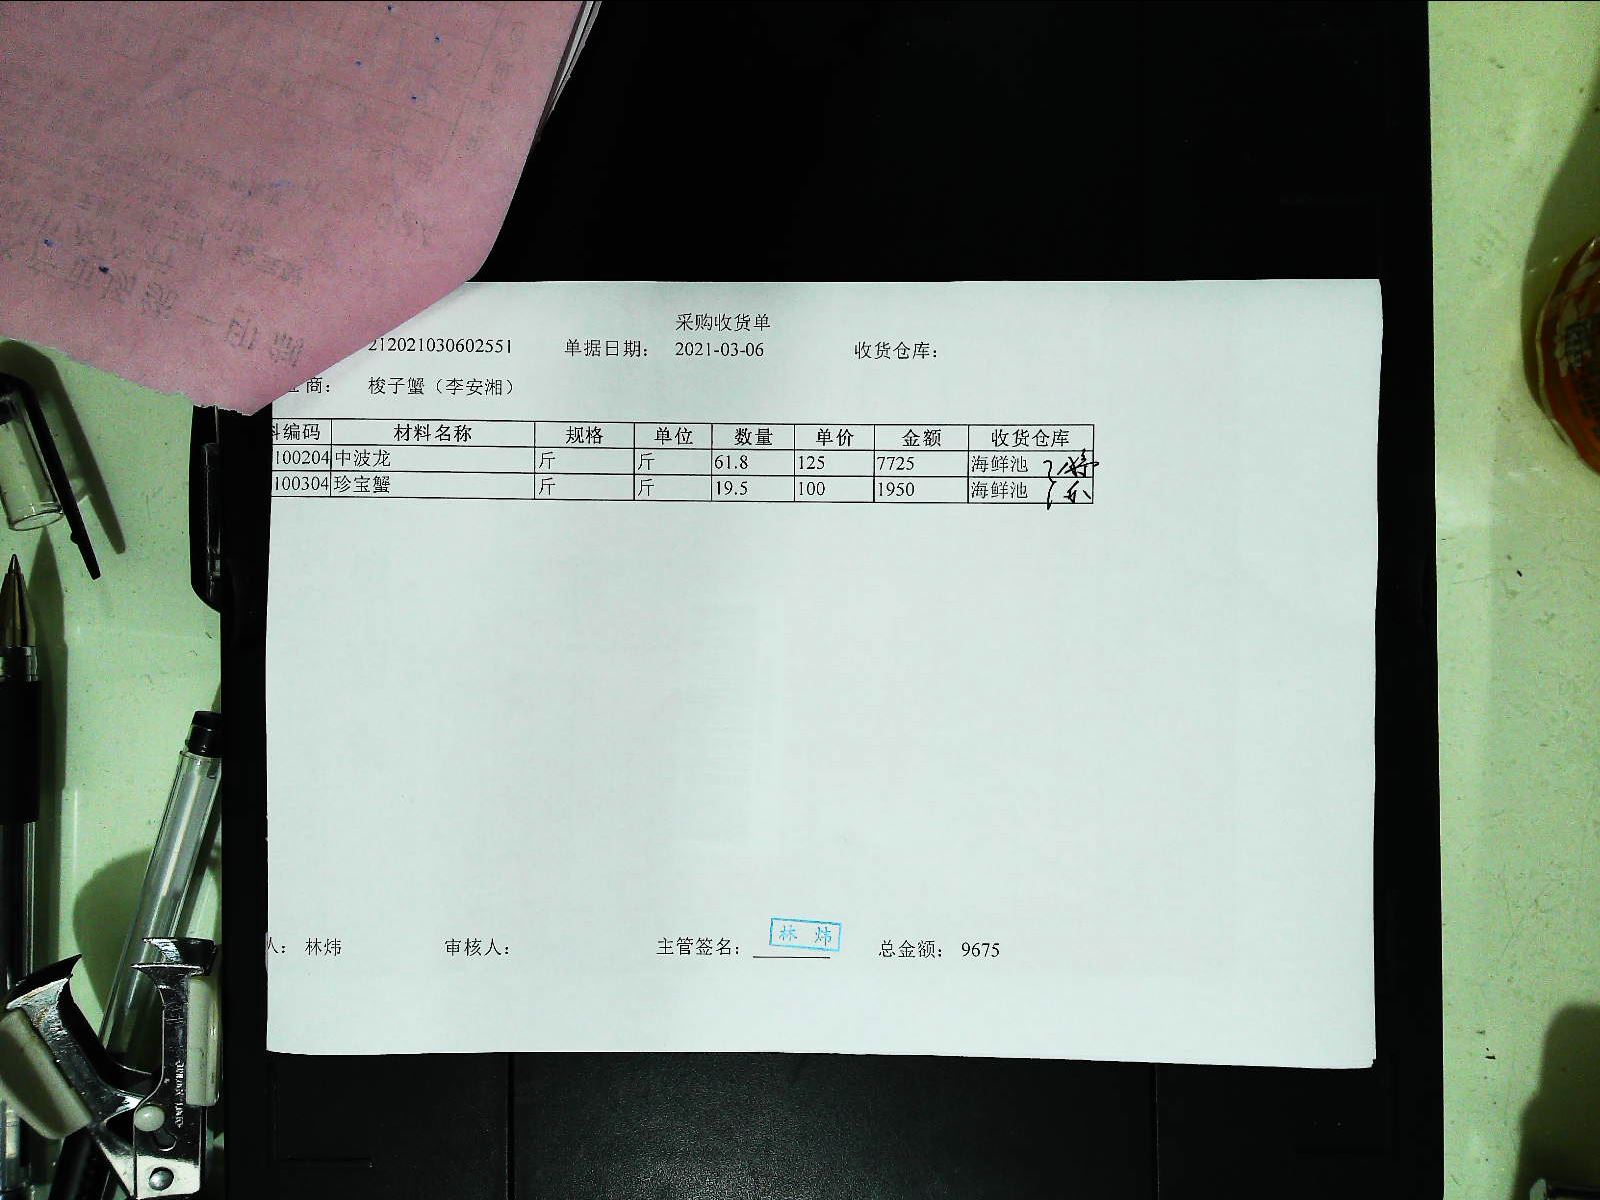 采购收货单
212021030602551 单据日期： 2021-03-06 收货仓库：
商： 梭子蟹（李安湘）
料编码 材料名称 规格 单位 数量 单价 金额 收货仓库
100204 中波龙 斤 斤 61.8 125 7725 海鲜池
100304 珍宝蟹 斤 斤 19.5 100 1950 海鲜池
林炜
人： 林炜 审核人： 主管签名： 总金额： 9675